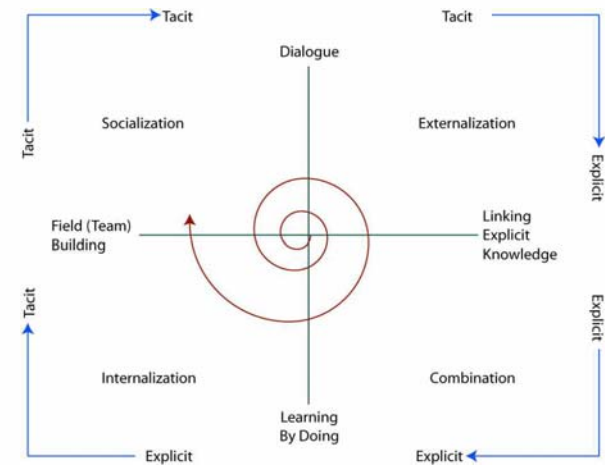 Tacit
Tacit
Dialogue
Socialization
Externalization
Tacit
Explicit
Field (Team)
Building
Linking
Explicit
Knowledge
Tacit
Explicit
Internalization
Combination
Learning
By Doing
Explicit
Explicit